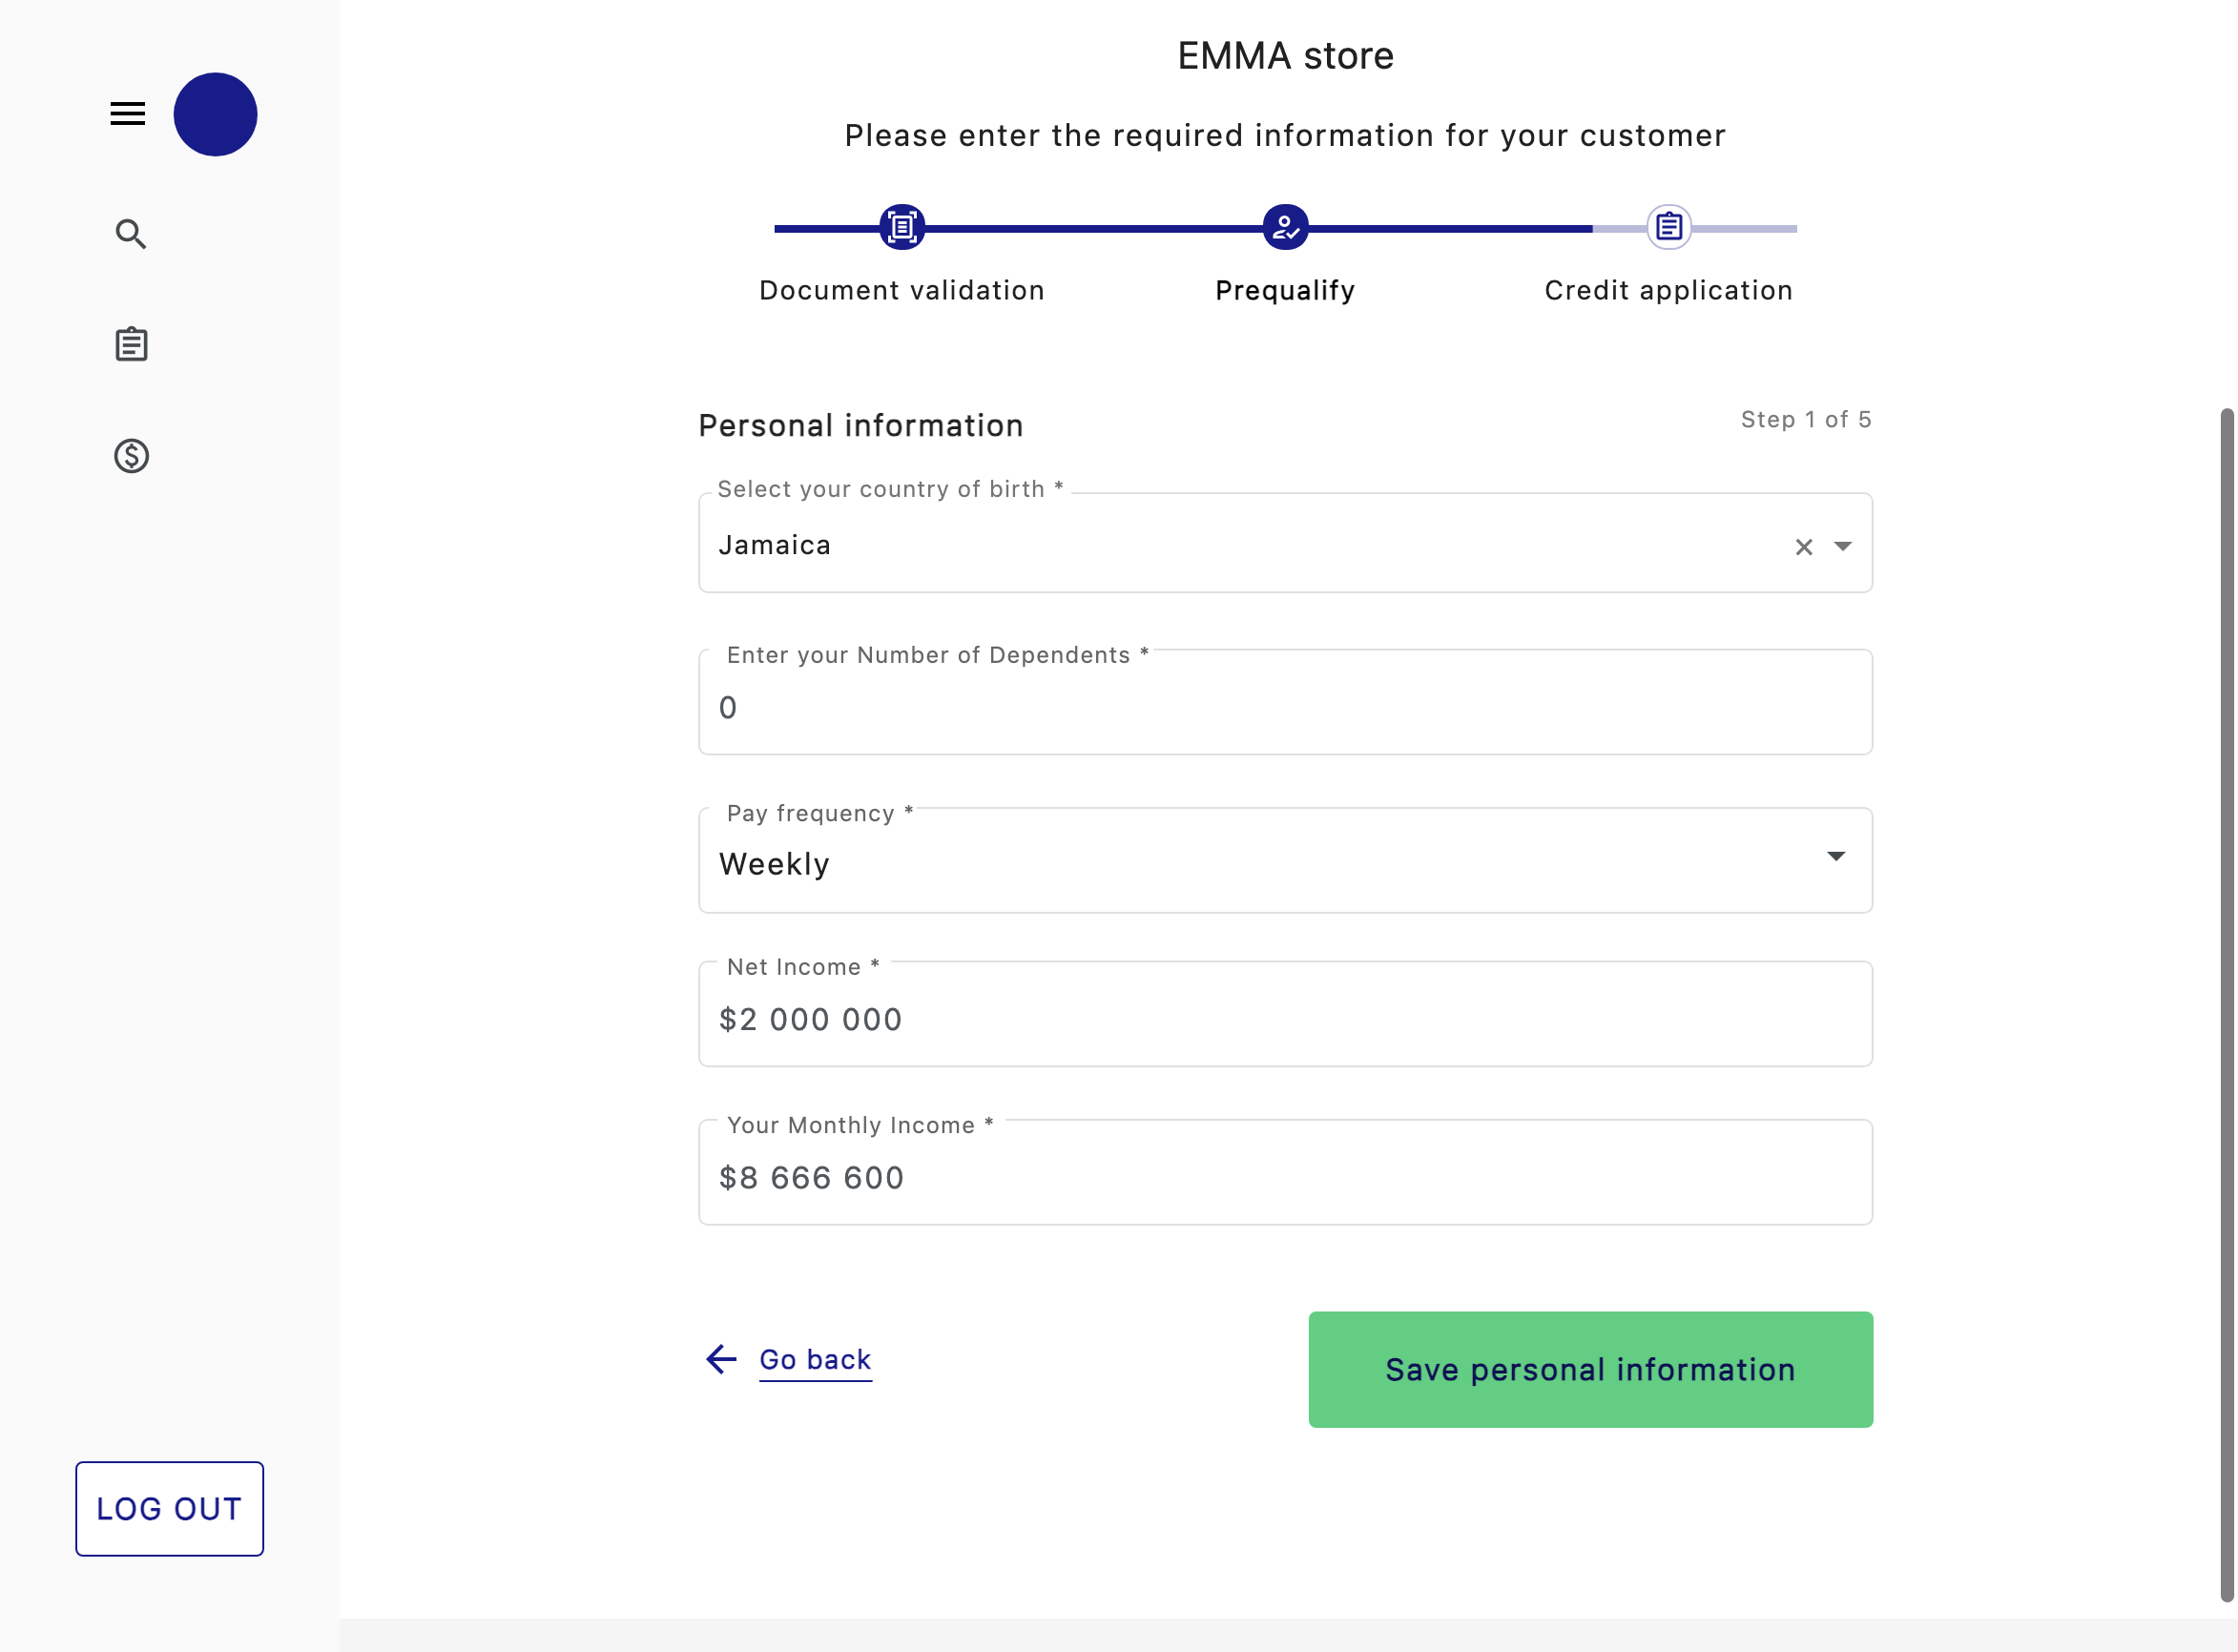 EMMA store
Please enter the required information for your customer
Document validation
Prequalify
Credit application
Personal information
Step 1 of 5
Select your country of birth *
Jamaica
Enter your Number of Dependents *
0
Pay frequency *
Weekly
Net Income *
$2 000 000
Your Monthly Income *
$8 666 600
Go back
Save personal information
LOG OUT